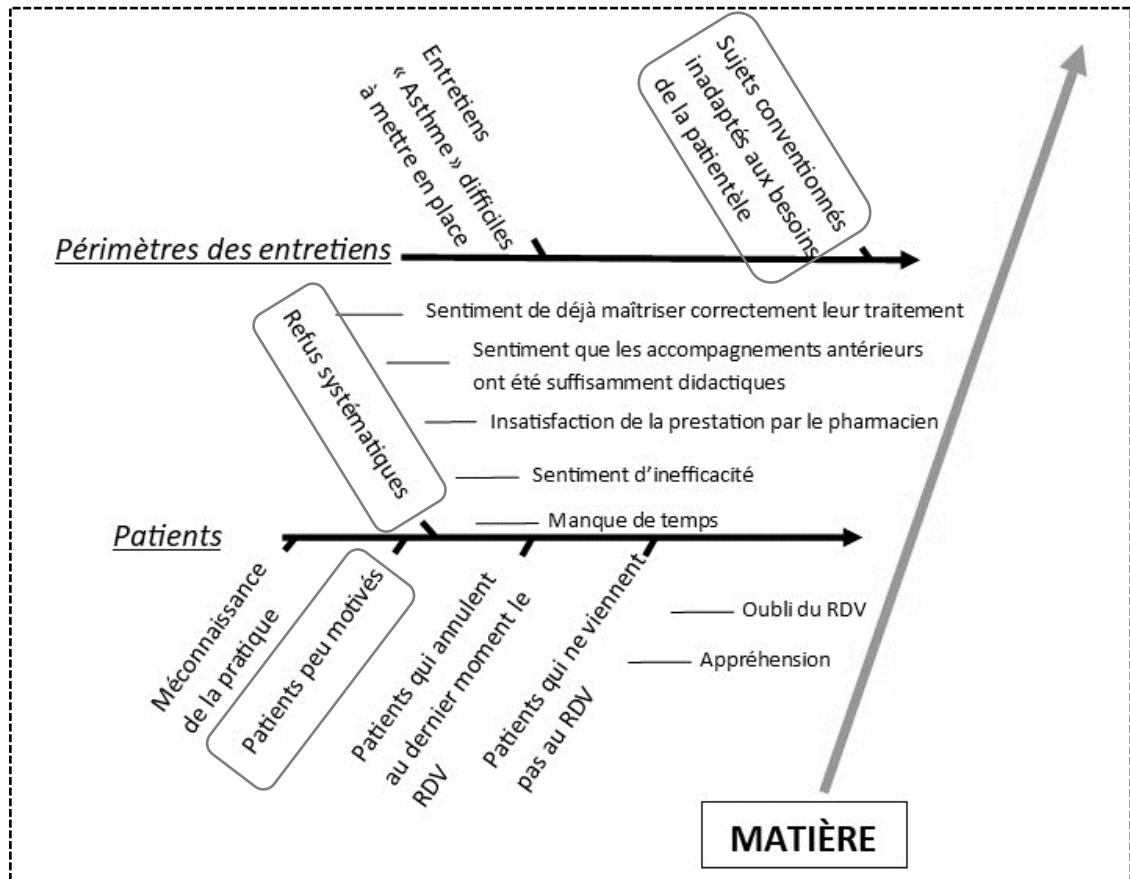 Entretiens
« Asthme » difficiles
à mettre en place
Sujets conventionnés
inadaptés aux besoins
de la patientèle
Périmètres des entretiens
Refus systématiques
Sentiment de déjà maîtriser correctement leur traitement
Sentiment que les accompagnements antérieurs
ont été suffisamment didactiques
Insatisfaction de la prestation par le pharmacien
Sentiment d’inefficacité
Manque de temps
Patients
Méconnaissance
de la pratique
Patients peu motivés
Patients qui annulent
au dernier moment le
RDV
Patients qui ne viennent
pas au RDV
Oubli du RDV
Appréhension
MATIÈRE